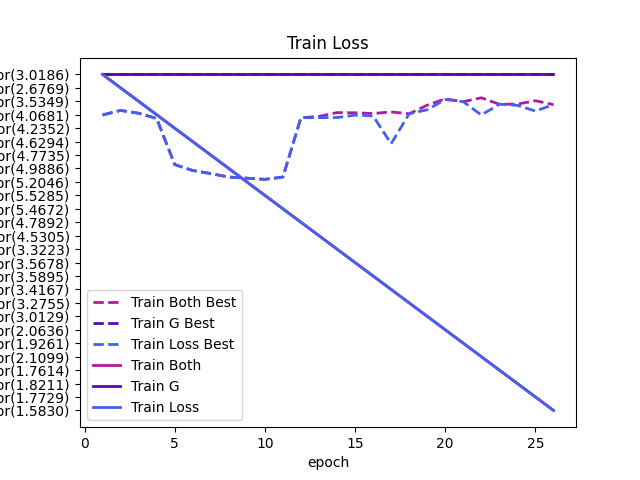 Train Loss
or(3.0186)
or(2.6769)
or(3.5349)
or(4.0681)
or(4.2352)
or(4.6294)
or(4.7735)
or(4.9886)
or(5.2046)
or(5.5285)
or(5.4672)
or(4.7892)
or(4.5305)
or(3.3223)
or(3.5678)
or(3.5895)
or(3.4167)
or(3.2755)
or(3.0129)
or(2.0636)
or(1.9261)
or(2.1099)
or(1.7614)
or(1.8211)
or(1.7729)
or(1.5830)
Train Both Best
Train G Best
Train Loss Best
Train Both
Train G
Train Loss
0 5 10 15 20 25
epoch